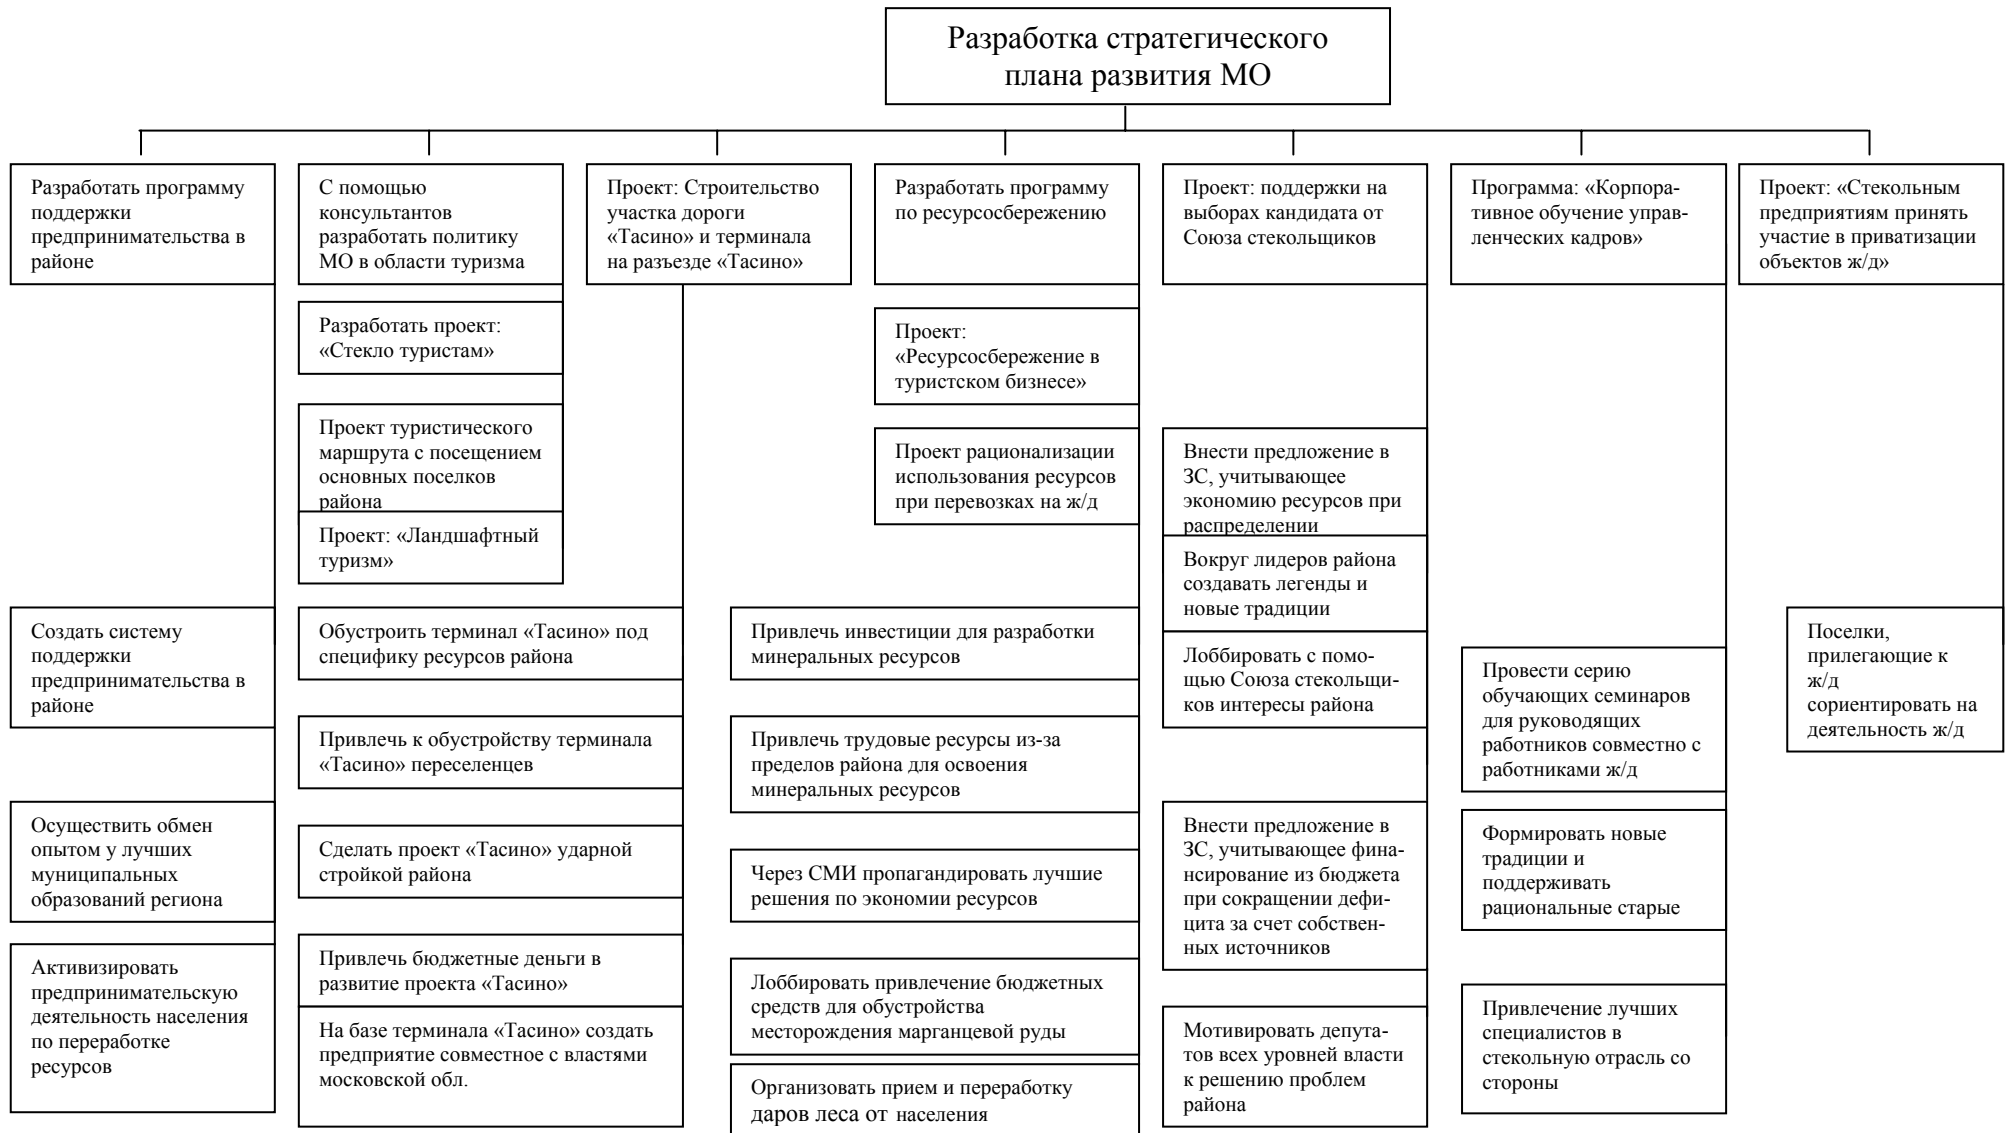 Разработка стратегического
плана развития МО
Разработать программу
поддержки
предпринимательства в
районе
С помощью
консультантов
разработать политику
МО в области туризма
Проект: Строительство
участка дороги
«Тасино» и терминала
на разъезде «Тасино»
Разработать программу
по ресурсосбережению
Проект: поддержки на
выборах кандидата от
Союза стекольщиков
Программа: «Корпора-
тивное обучение управ-
ленческих кадров»
Проект: «Стекольным
предприятиям принять
участие в приватизации
объектов ж/д»
Разработать проект:
«Стекло туристам»
Проект туристического
маршрута с посещением
основных поселков
района
Проект: «Ландшафтный
туризм»
Проект:
«Ресурсосбережение в
туристском бизнесе»
Проект рационализации
использования ресурсов
при перевозках на ж/д
Внести предложение в
ЗС, учитывающее
экономию ресурсов при
распределении
Вокруг лидеров района
создавать легенды и
новые традиции
Лоббировать с помо-
щью Союза стекольщи-
ков интересы района
Создать систему
поддержки
предпринимательства в
районе
Осуществить обмен
опытом у лучших
муниципальных
образований региона
Активизировать
предпринимательскую
деятельность населения
по переработке
ресурсов
Обустроить терминал «Тасино» под
специфику ресурсов района
Привлечь к обустройству терминала
«Тасино» переселенцев
Сделать проект «Тасино» ударной
стройкой района
Привлечь бюджетные деньги в
развитие проекта «Тасино»
На базе терминала «Тасино» создать
предприятие совместное с властями
московской обл.
Привлечь инвестиции для разработки
минеральных ресурсов
Привлечь трудовые ресурсы из-за
пределов района для освоения
минеральных ресурсов
Через СМИ пропагандировать лучшие
решения по экономии ресурсов
Лоббировать привлечение бюджетных
средств для обустройства
месторождения марганцевой руды
Организовать прием и переработку
даров леса от населения
Внести предложение в
ЗС, учитывающее фина-
нсирование из бюджета
при сокращении дефи-
цита за счет собствен-
ных источников
Мотивировать депута-
тов всех уровней власти
к решению проблем
района
Провести серию
обучающих семинаров
для руководящих
работников совместно с
работниками ж/д
Формировать новые
традиции и
поддерживать
рациональные старые
Привлечение лучших
специалистов в
стекольную отрасль со
стороны
Поселки,
прилегающие к
ж/д
сориентировать на
деятельность ж/д